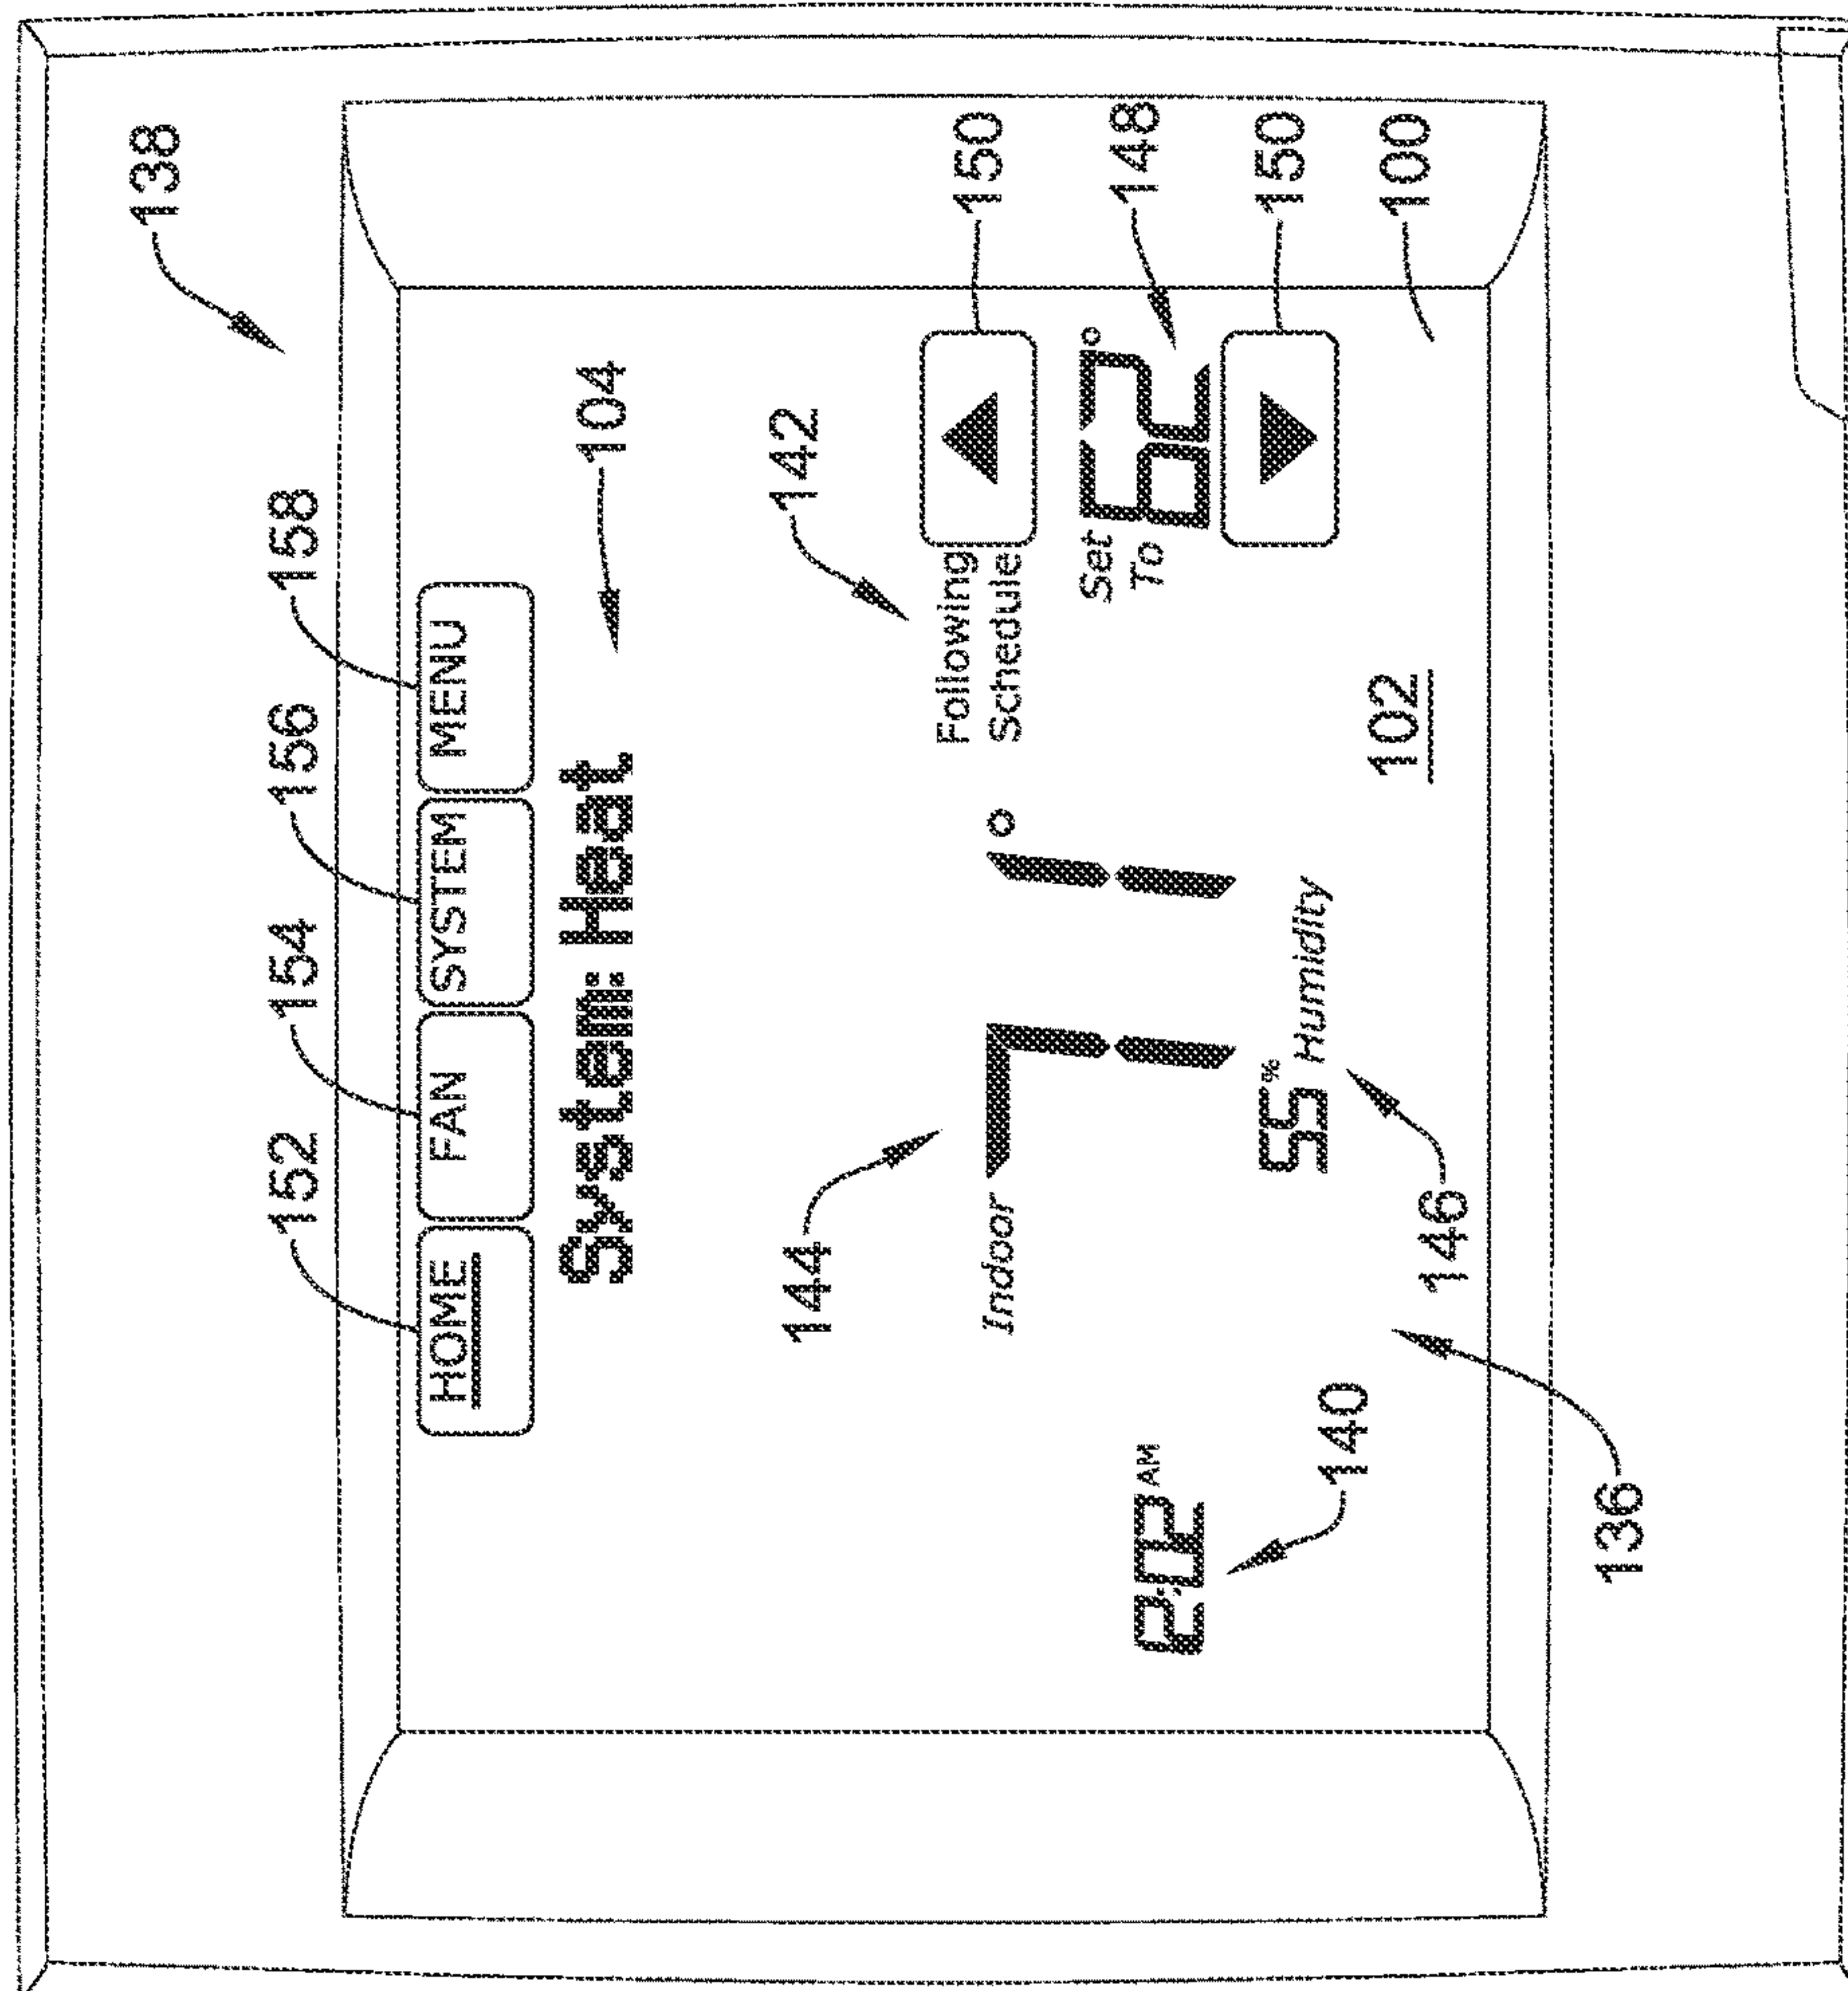 138
152 154 156 158
HOME FAN SYSTEM MENU
System: Heat
104
144
142
Following
Schedule
150
Indoor 71°
Set
To
62°
148
2:02 AM
55% Humidity
150
140
102
100
146
136